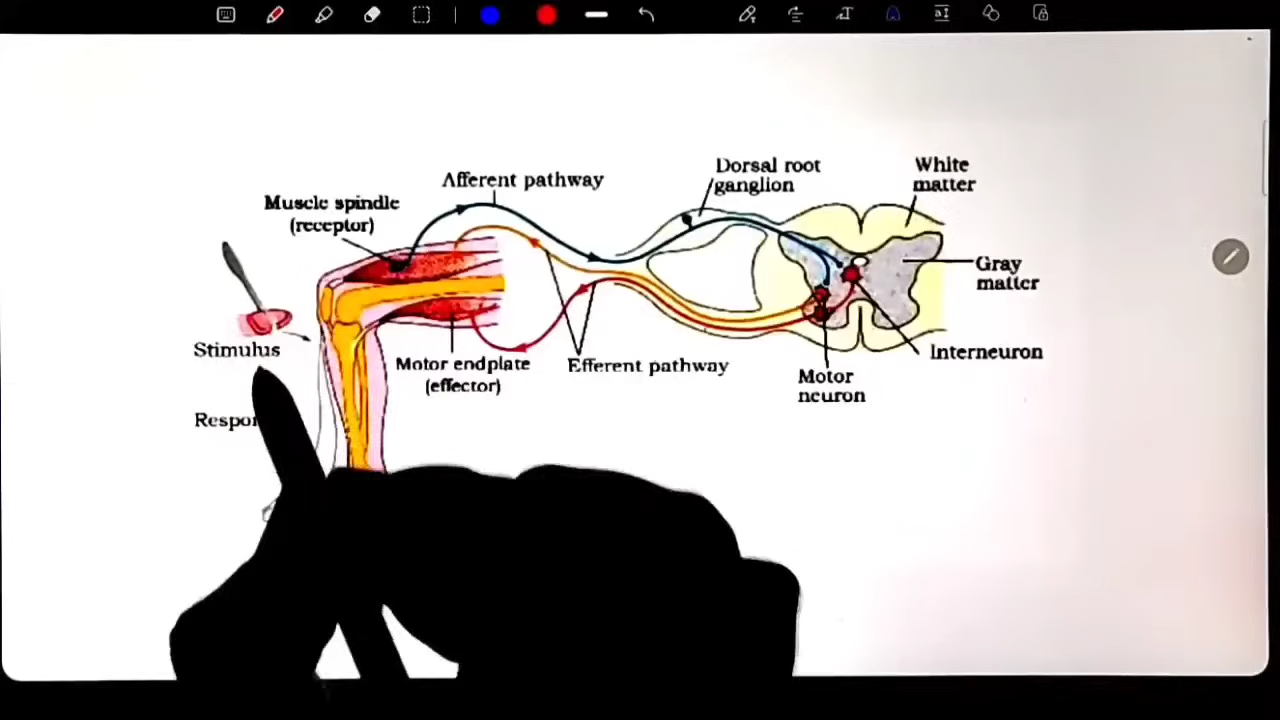 Dorsal root
ganglion
White
matter
Afferent pathway
Muscle spindle
(receptor)
Gray
matter
Stimulus
Motor endplate
(effector)
Efferent pathway
Interneuron
Motor
neuron